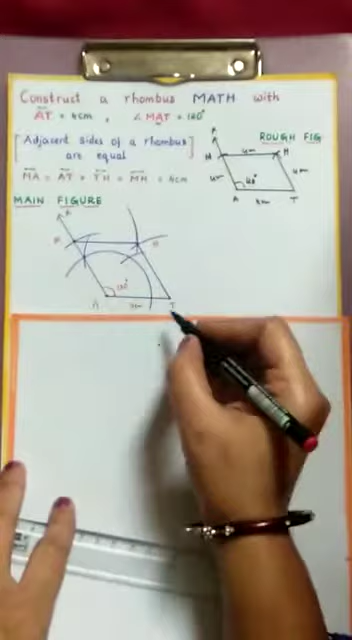 Construct a rhombus MATH with
AT = 4cm, ∠MAT = 120°
[Adjacent sides of a rhombus
are equal]
MA = AT = TH = MH = 4cm
ROUGH FIG
M
H
A
T
MAIN FIGURE
A
120°
T